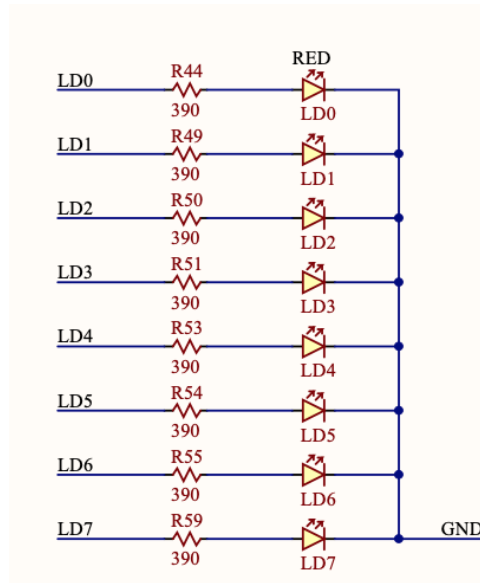 RED
R44
LD0
390
LD0
R49
LD1
390
LD1
R50
LD2
390
LD2
R51
LD3
390
LD3
R53
LD4
390
LD4
R54
LD5
390
LD5
R55
LD6
390
LD6
R59
LD7
GND
390
LD7